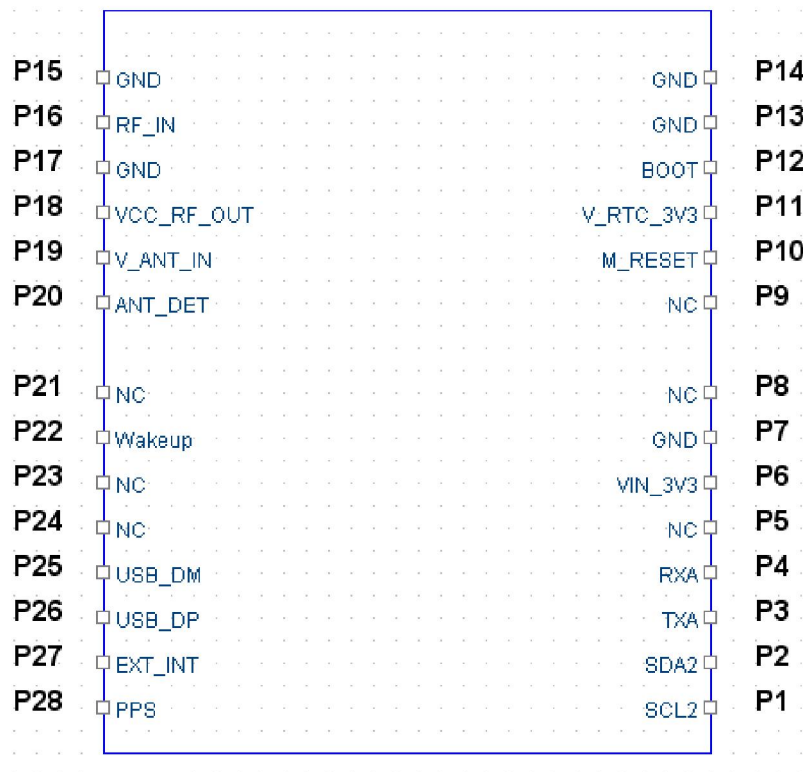 P15 GND GND P14
P16 RF_IN GND P13
P17 GND BOOT P12
P18 VCC_RF_OUT V_RTC_3V3 P11
P19 V_ANT_IN M_RESET P10
P20 ANT_DET NC P9
P21 NC NC P8
P22 Wakeup GND P7
P23 NC VIN_3V3 P6
P24 NC NC P5
P25 USB_DM RXA P4
P26 USB_DP TXA P3
P27 EXT_INT SDA2 P2
P28 PPS SCL2 P1